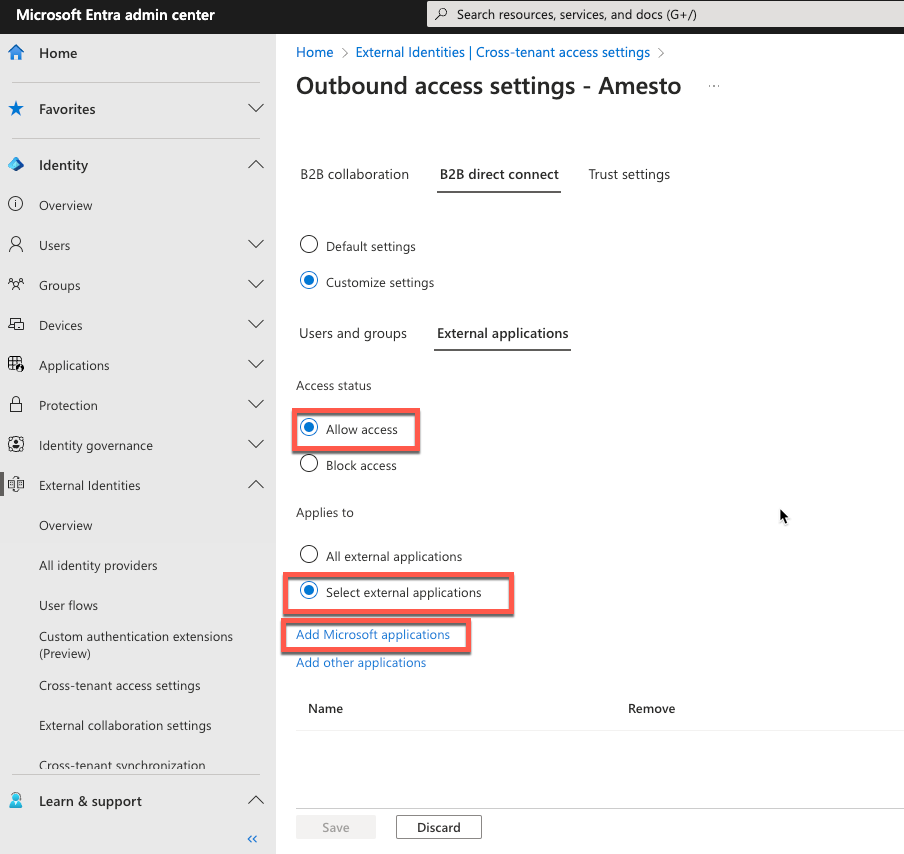 Microsoft Entra admin center
Search resources, services, and docs (G+/)
Home
Favorites
Identity
Overview
Users
Groups
Devices
Applications
Protection
Identity governance
External Identities
Overview
All identity providers
User flows
Custom authentication extensions
(Preview)
Cross-tenant access settings
External collaboration settings
Cross-tenant synchronization
Learn & support
«
Home > External Identities | Cross-tenant access settings >
Outbound access settings - Amesto ...
B2B collaboration B2B direct connect Trust settings
Default settings
Customize settings
Users and groups External applications
Access status
Allow access
Block access
Applies to
All external applications
Select external applications
Add Microsoft applications
Add other applications
Name Remove
Save Discard